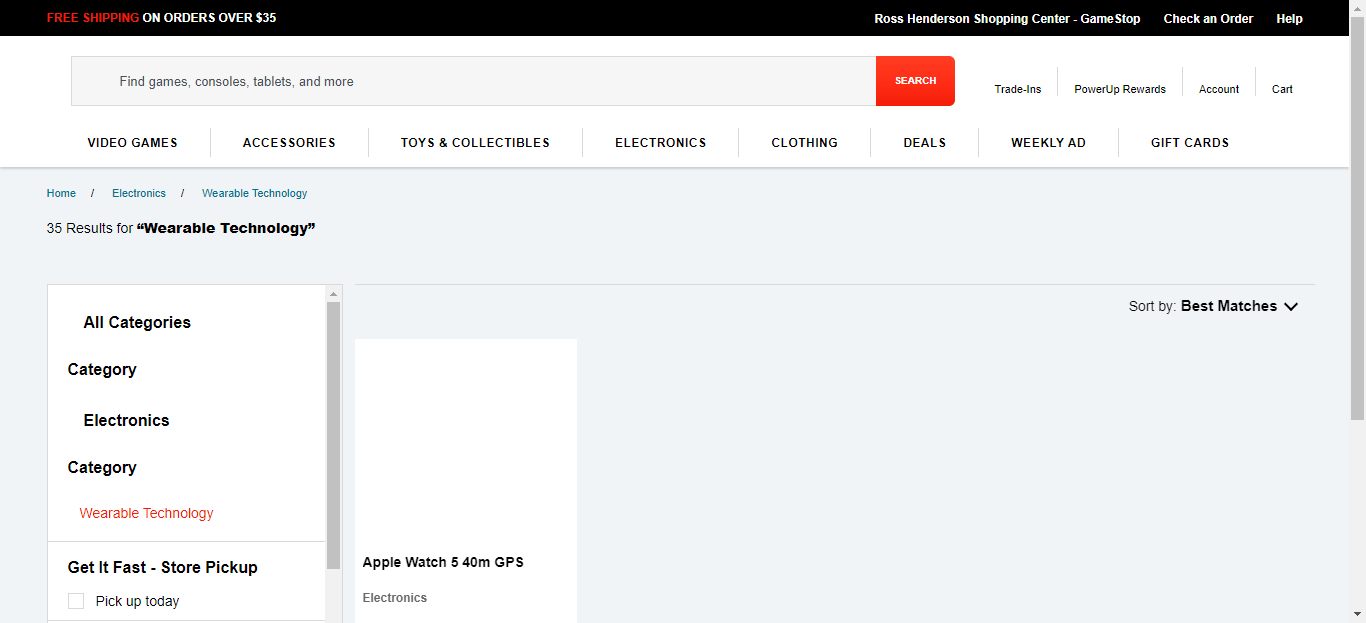 FREE SHIPPING ON ORDERS OVER $35
Ross Henderson Shopping Center - GameStop Check an Order Help
Find games, consoles, tablets, and more
SEARCH
Trade-Ins PowerUp Rewards Account Cart
VIDEO GAMES ACCESSORIES TOYS & COLLECTIBLES ELECTRONICS CLOTHING DEALS WEEKLY AD GIFT CARDS
Home / Electronics / Wearable Technology
35 Results for “Wearable Technology”
Sort by: Best Matches
All Categories
Category
Electronics
Category
Wearable Technology
Get It Fast - Store Pickup
Pick up today
Apple Watch 5 40m GPS
Electronics